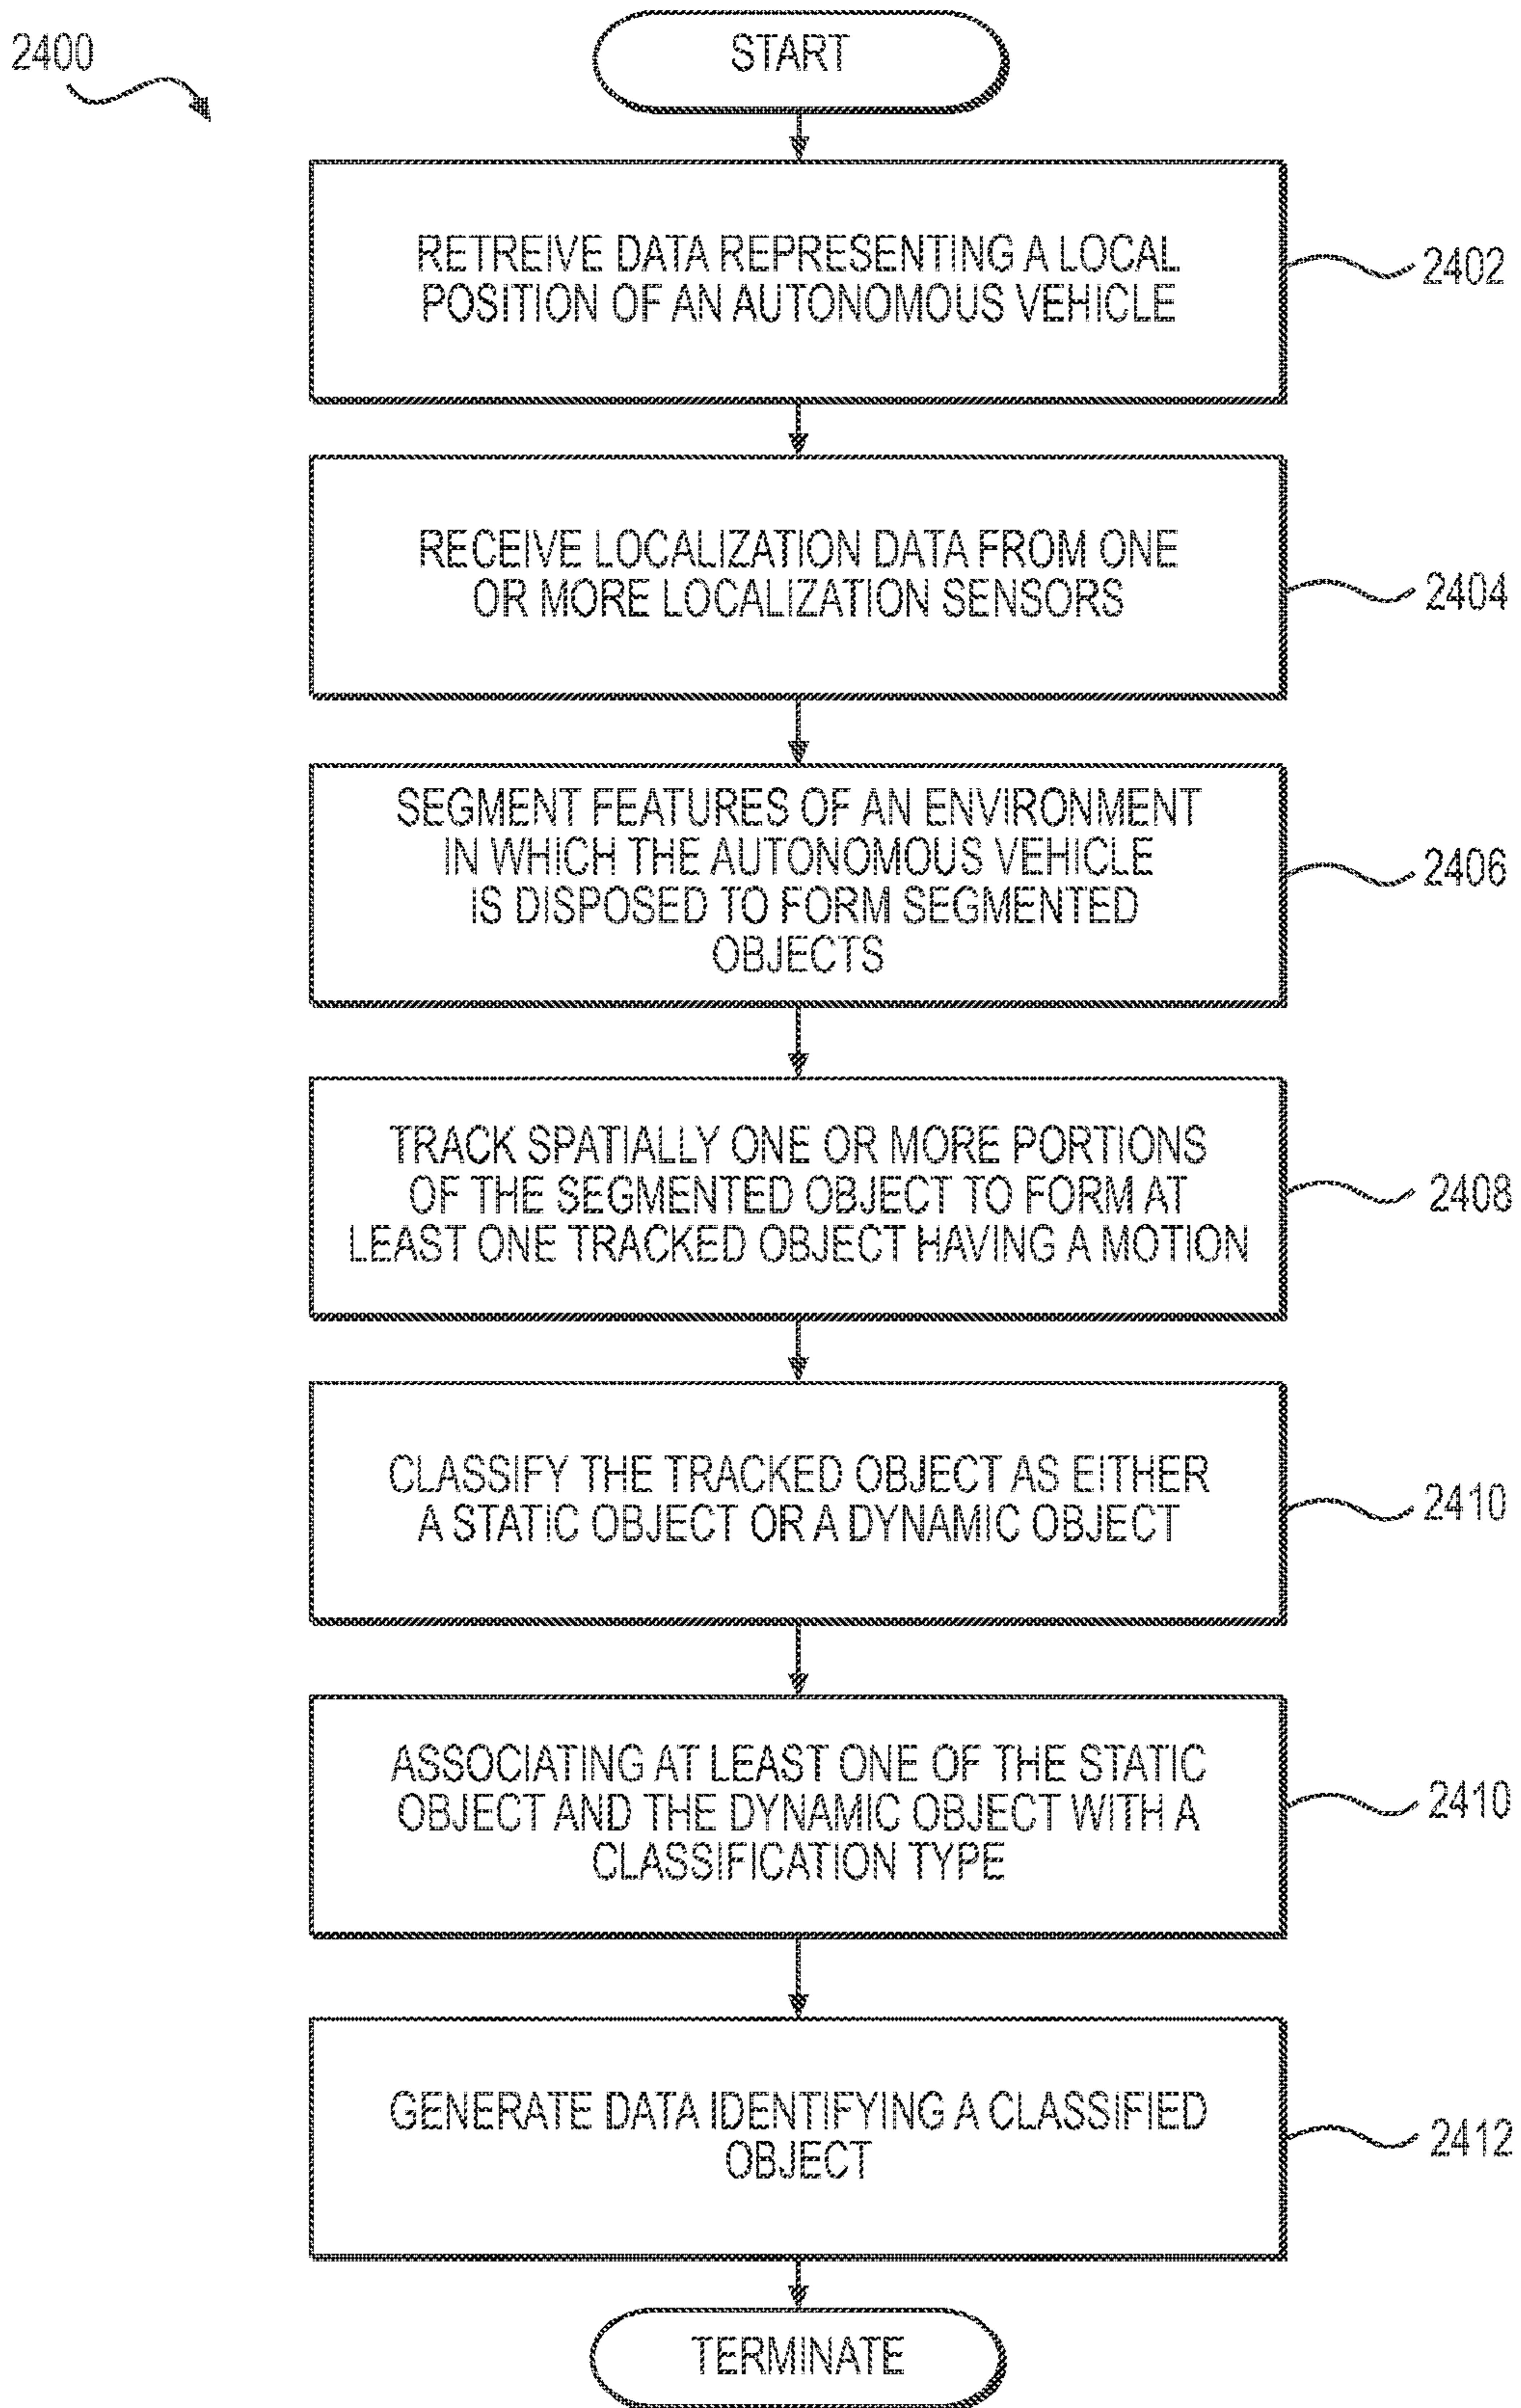 2400
START
RETREIVE DATA REPRESENTING A LOCAL
POSITION OF AN AUTONOMOUS VEHICLE
2402
RECEIVE LOCALIZATION DATA FROM ONE
OR MORE LOCALIZATION SENSORS
2404
SEGMENT FEATURES OF AN ENVIRONMENT
IN WHICH THE AUTONOMOUS VEHICLE
IS DISPOSED TO FORM SEGMENTED
OBJECTS
2406
TRACK SPATIALLY ONE OR MORE PORTIONS
OF THE SEGMENTED OBJECT TO FORM AT
LEAST ONE TRACKED OBJECT HAVING A MOTION
2408
CLASSIFY THE TRACKED OBJECT AS EITHER
A STATIC OBJECT OR A DYNAMIC OBJECT
2410
ASSOCIATING AT LEAST ONE OF THE STATIC
OBJECT AND THE DYNAMIC OBJECT WITH A
CLASSIFICATION TYPE
2410
GENERATE DATA IDENTIFYING A CLASSIFIED
OBJECT
2412
TERMINATE